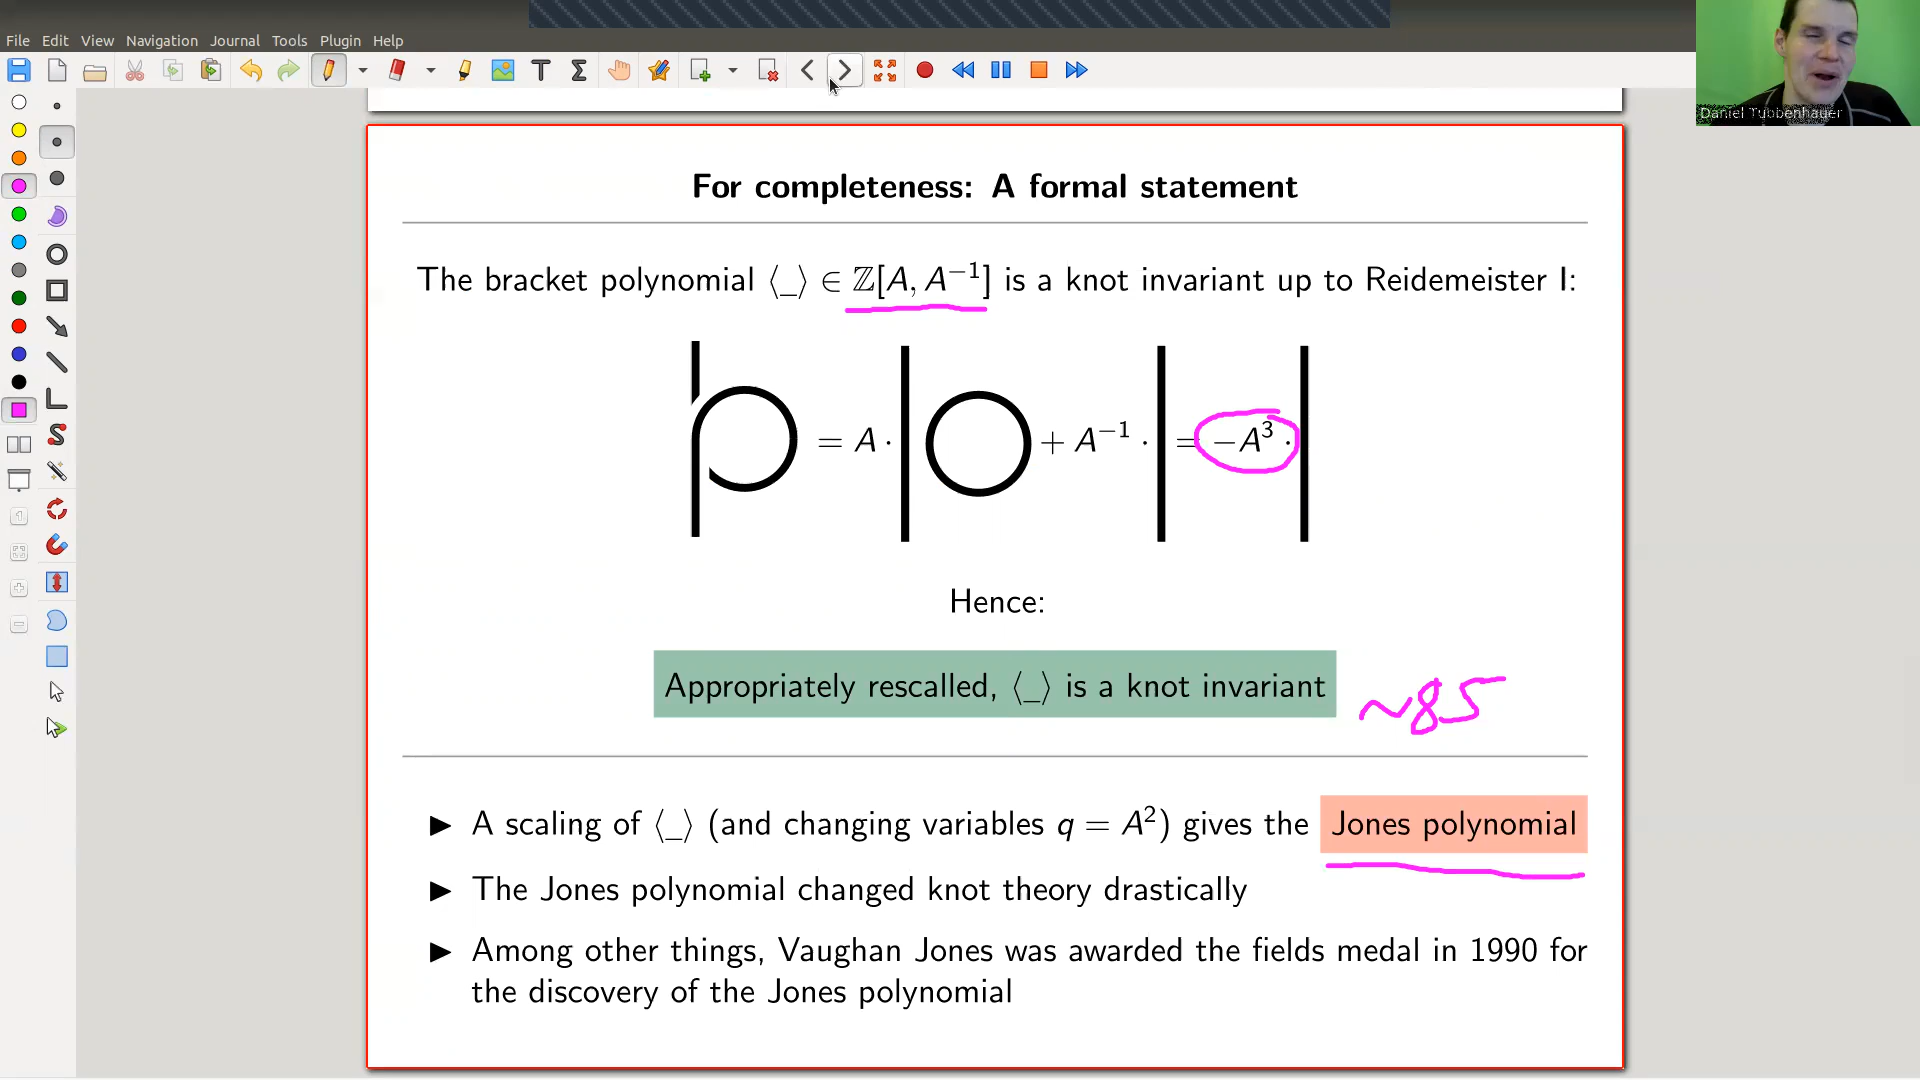 File Edit View Navigation Journal Tools Plugin Help
Daniel Tubbenhauer
For completeness: A formal statement
The bracket polynomial ⟨_⟩ ∈ ℤ[A, A⁻¹] is a knot invariant up to Reidemeister I:
= A · + A⁻¹ · = −A³ ·
Hence:
Appropriately rescalled, ⟨_⟩ is a knot invariant
~85
▶ A scaling of ⟨_⟩ (and changing variables q = A²) gives the Jones polynomial
▶ The Jones polynomial changed knot theory drastically
▶ Among other things, Vaughan Jones was awarded the fields medal in 1990 for
the discovery of the Jones polynomial